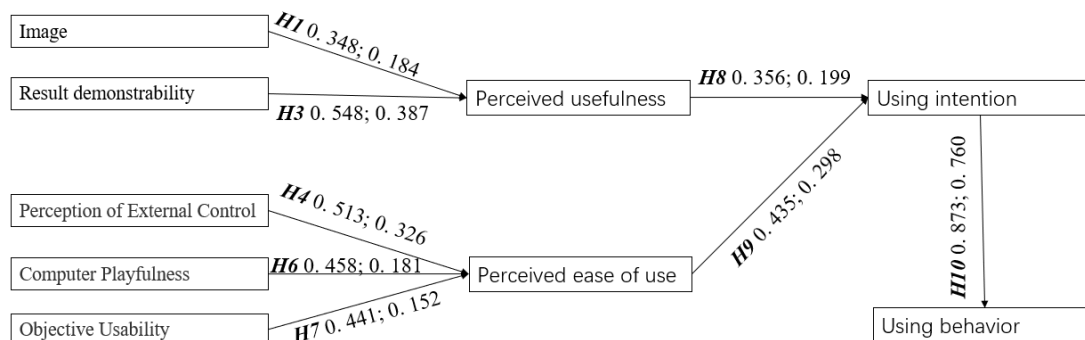 Image
H1 0. 348; 0. 184
Result demonstrability
H3 0. 548; 0. 387
Perceived usefulness
H8 0. 356; 0. 199
Using intention
Perception of External Control
H4 0. 513; 0. 326
Computer Playfulness
H6 0. 458; 0. 181
Objective Usability
H7 0. 441; 0. 152
Perceived ease of use
H9 0. 435; 0. 298
H10 0. 873; 0. 760
Using behavior